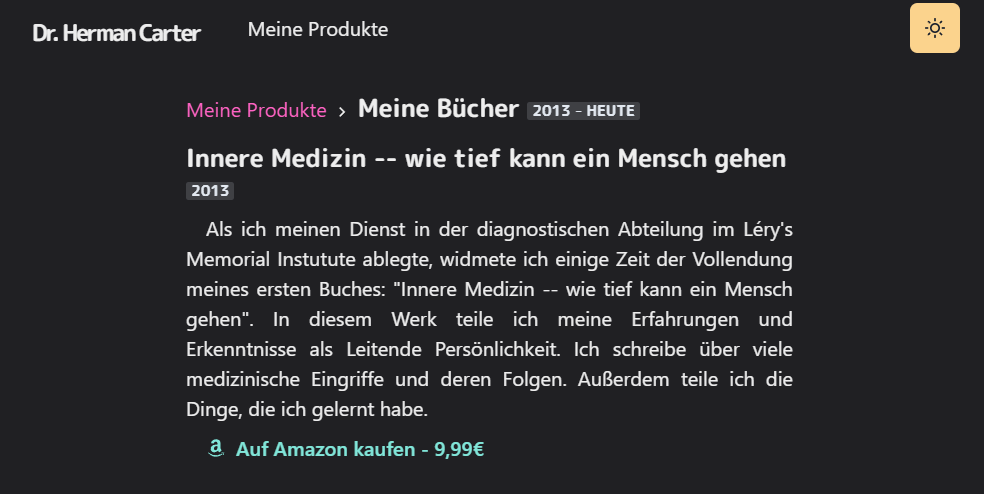 Dr. Herman Carter
Meine Produkte
Meine Produkte › Meine Bücher 2013 - HEUTE
Innere Medizin -- wie tief kann ein Mensch gehen
2013
Als ich meinen Dienst in der diagnostischen Abteilung im Léry's
Memorial Instutute ablegte, widmete ich einige Zeit der Vollendung
meines ersten Buches: "Innere Medizin -- wie tief kann ein Mensch
gehen". In diesem Werk teile ich meine Erfahrungen und
Erkenntnisse als Leitende Persönlichkeit. Ich schreibe über viele
medizinische Eingriffe und deren Folgen. Außerdem teile ich die
Dinge, die ich gelernt habe.
Auf Amazon kaufen - 9,99€